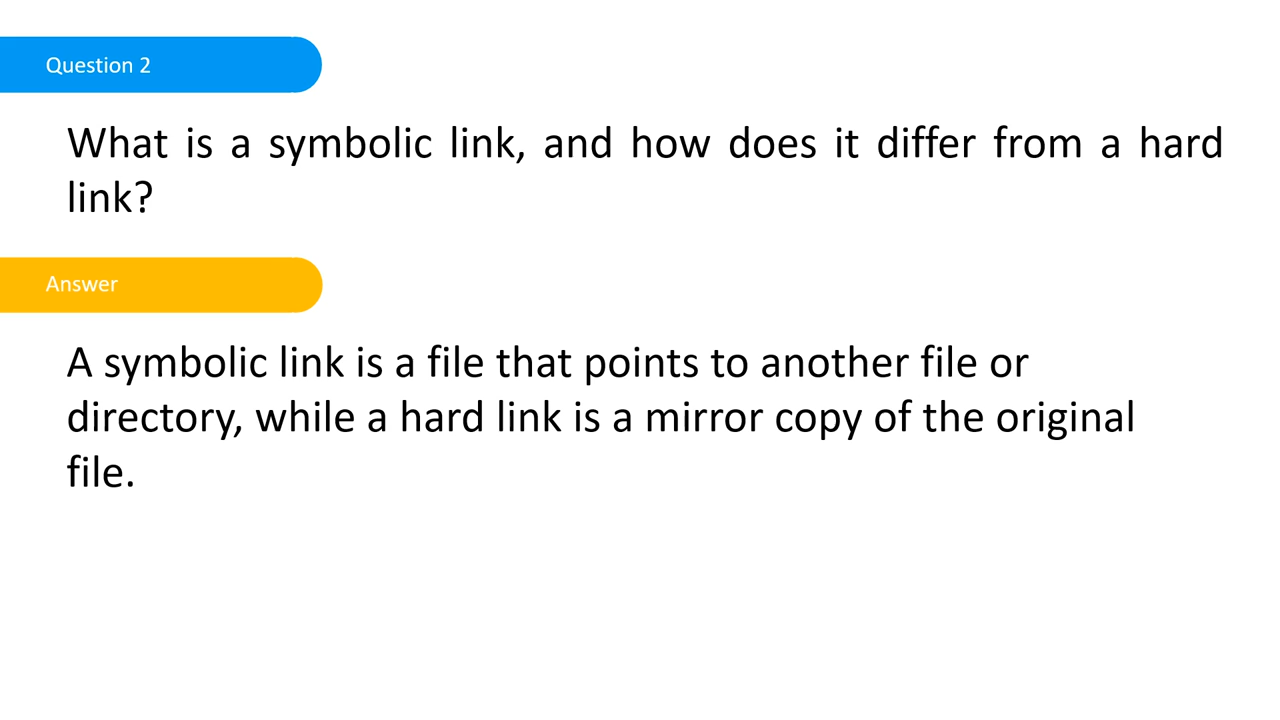 Question 2
What is a symbolic link, and how does it differ from a hard
link?
Answer
A symbolic link is a file that points to another file or
directory, while a hard link is a mirror copy of the original
file.